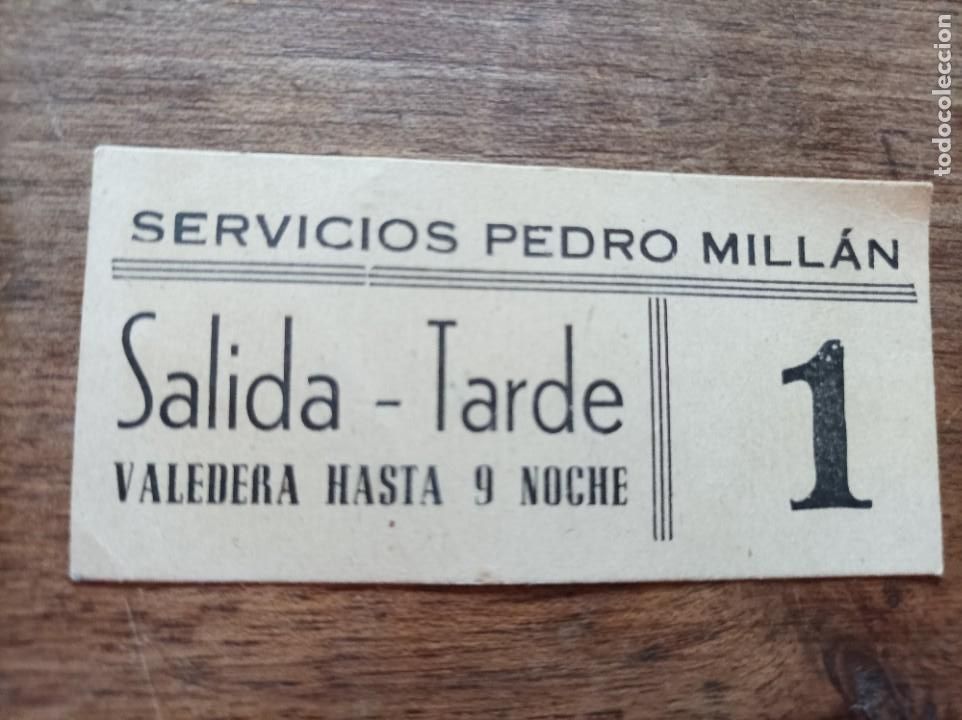 SERVICIOS PEDRO MILLÁN
Salida - Tarde
VALEDERA HASTA 9 NOCHE
1
todocoleccion